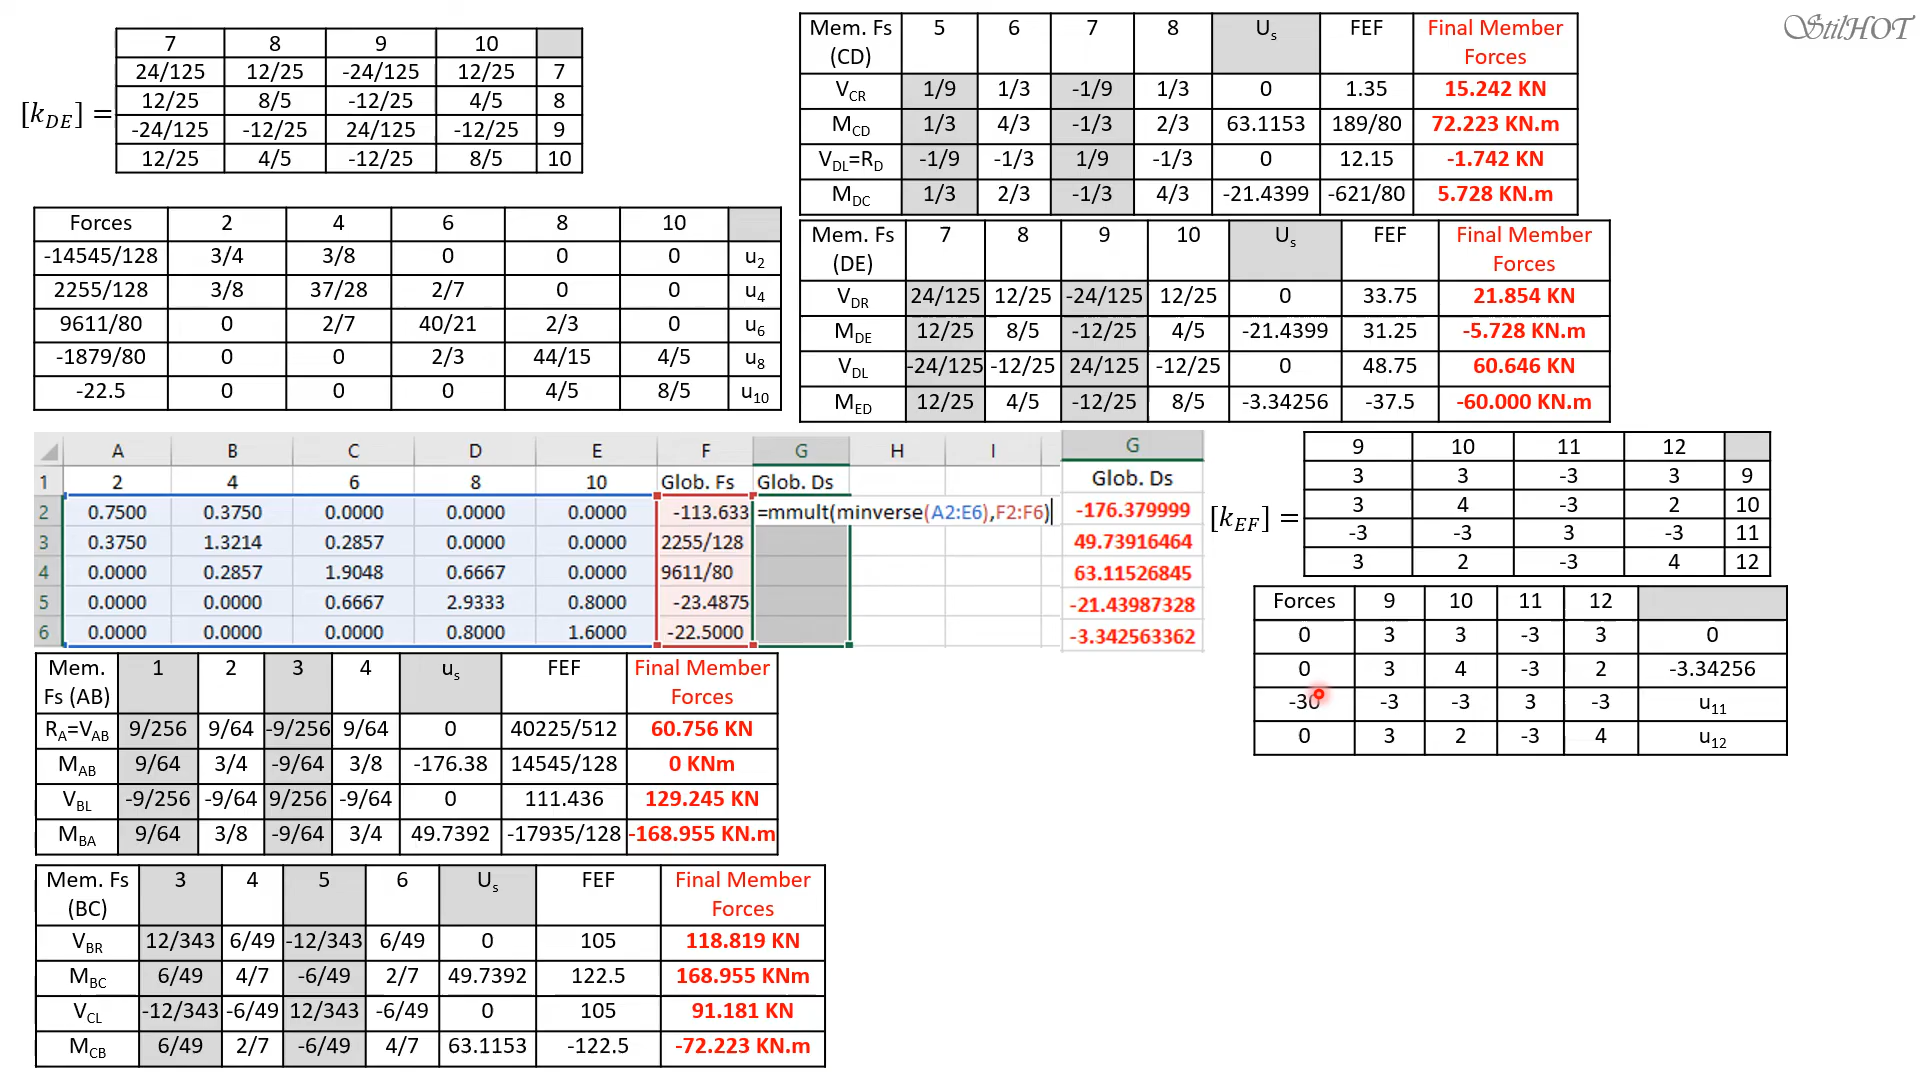 StilHOT
7 8 9 10
24/125 12/25 -24/125 12/25 7
12/25 8/5 -12/25 4/5 8
[kDE] =
-24/125 -12/25 24/125 -12/25 9
12/25 4/5 -12/25 8/5 10
Forces 2 4 6 8 10
-14545/128 3/4 3/8 0 0 0 u2
2255/128 3/8 37/28 2/7 0 0 u4
9611/80 0 2/7 40/21 2/3 0 u6
-1879/80 0 0 2/3 44/15 4/5 u8
-22.5 0 0 0 4/5 8/5 u10
Mem. Fs (CD) 5 6 7 8 Us FEF Final Member Forces
VCR 1/9 1/3 -1/9 1/3 0 1.35 15.242 KN
MCD 1/3 4/3 -1/3 2/3 63.1153 189/80 72.223 KN.m
VDL=RD -1/9 -1/3 1/9 -1/3 0 12.15 -1.742 KN
MDC 1/3 2/3 -1/3 4/3 -21.4399 -621/80 5.728 KN.m
Mem. Fs (DE) 7 8 9 10 Us FEF Final Member Forces
VDR 24/125 12/25 -24/125 12/25 0 33.75 21.854 KN
MDE 12/25 8/5 -12/25 4/5 -21.4399 31.25 -5.728 KN.m
VDL -24/125 -12/25 24/125 -12/25 0 48.75 60.646 KN
MED 12/25 4/5 -12/25 8/5 -3.34256 -37.5 -60.000 KN.m
A B C D E F G H I
1 2 4 6 8 10 Glob. Fs Glob. Ds
2 0.7500 0.3750 0.0000 0.0000 0.0000 -113.633 =mmult(minverse(A2:E6),F2:F6)
3 0.3750 1.3214 0.2857 0.0000 0.0000 2255/128
4 0.0000 0.2857 1.9048 0.6667 0.0000 9611/80
5 0.0000 0.0000 0.6667 2.9333 0.8000 -23.4875
6 0.0000 0.0000 0.0000 0.8000 1.6000 -22.5000
G
Glob. Ds
-176.379999
49.73916464
63.11526845
-21.43987328
-3.342563362
9 10 11 12
3 3 -3 3 9
3 4 -3 2 10
[kEF] =
-3 -3 3 -3 11
3 2 -3 4 12
Forces 9 10 11 12
0 3 3 -3 3 0
0 3 4 -3 2 -3.34256
-30 -3 -3 3 -3 u11
0 3 2 -3 4 u12
Mem. Fs (AB) 1 2 3 4 us FEF Final Member Forces
RA=VAB 9/256 9/64 -9/256 9/64 0 40225/512 60.756 KN
MAB 9/64 3/4 -9/64 3/8 -176.38 14545/128 0 KNm
VBL -9/256 -9/64 9/256 -9/64 0 111.436 129.245 KN
MBA 9/64 3/8 -9/64 3/4 49.7392 -17935/128 -168.955 KN.m
Mem. Fs (BC) 3 4 5 6 Us FEF Final Member Forces
VBR 12/343 6/49 -12/343 6/49 0 105 118.819 KN
MBC 6/49 4/7 -6/49 2/7 49.7392 122.5 168.955 KNm
VCL -12/343 -6/49 12/343 -6/49 0 105 91.181 KN
MCB 6/49 2/7 -6/49 4/7 63.1153 -122.5 -72.223 KN.m